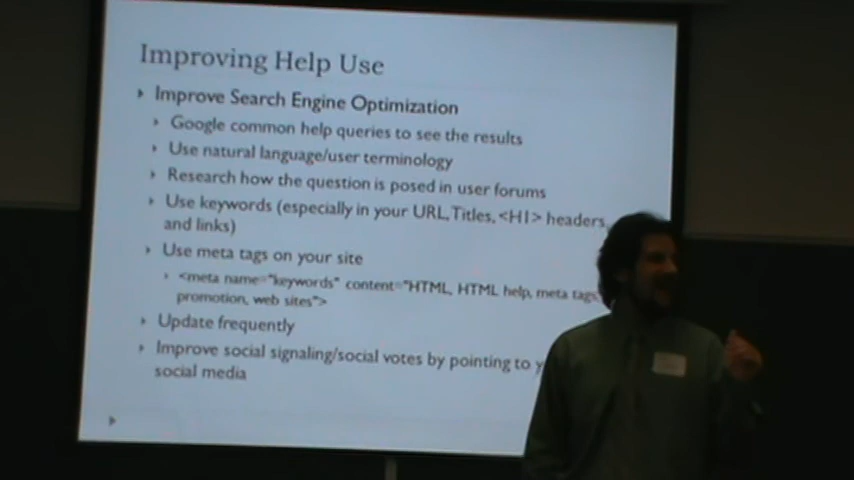 Improving Help Use
Improve Search Engine Optimization
Google common help queries to see the results
Use natural language/user terminology
Research how the question is posed in user forums
Use keywords (especially in your URL, Titles, <H1> headers,
and links)
Use meta tags on your site
<meta name="keywords" content="HTML, HTML help, meta tags,
promotion, web sites">
Update frequently
Improve social signaling/social votes by pointing to
social media